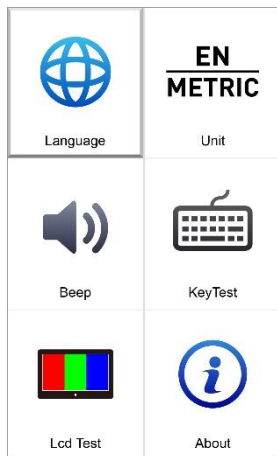 EN
METRIC
Language
Unit
Beep
KeyTest
Lcd Test
About